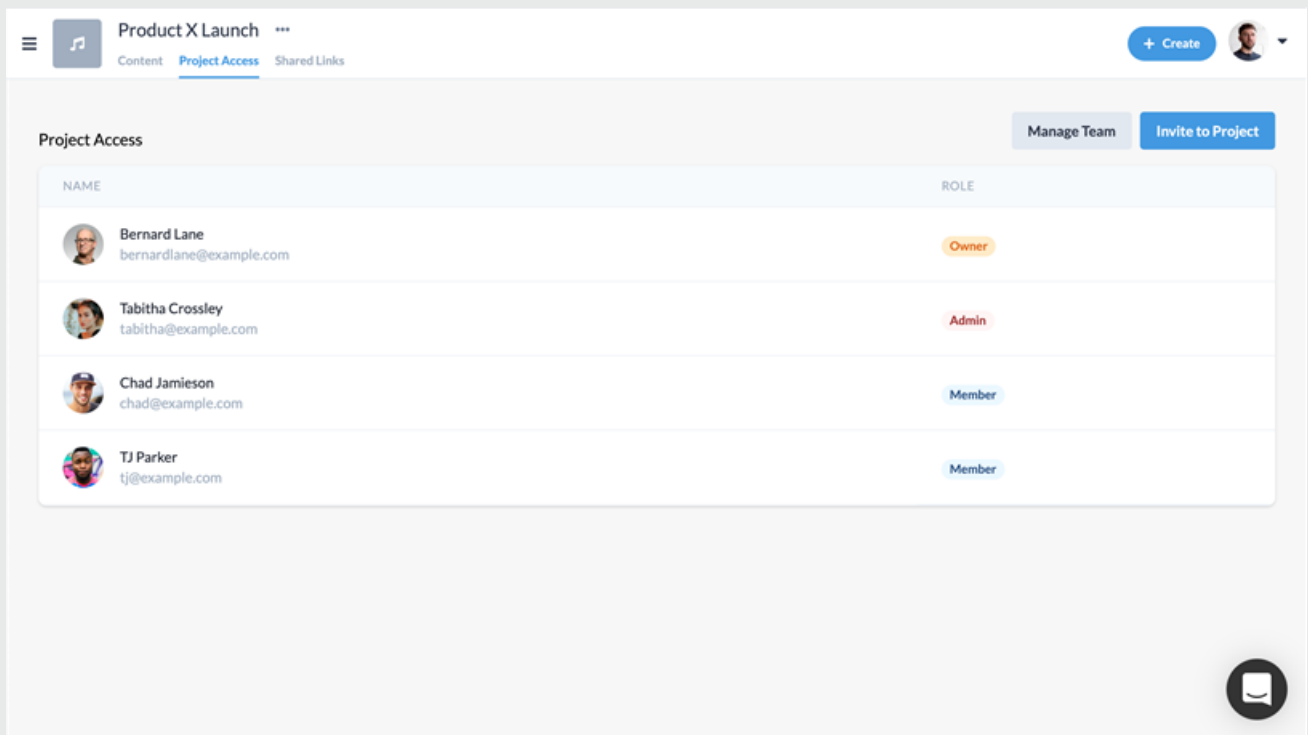 Product X Launch •••
+ Create
Content Project Access Shared Links
Project Access
Manage Team Invite to Project
NAME ROLE
Bernard Lane
bernardlane@example.com
Owner
Tabitha Crossley
tabitha@example.com
Admin
Chad Jamieson
chad@example.com
Member
TJ Parker
tj@example.com
Member